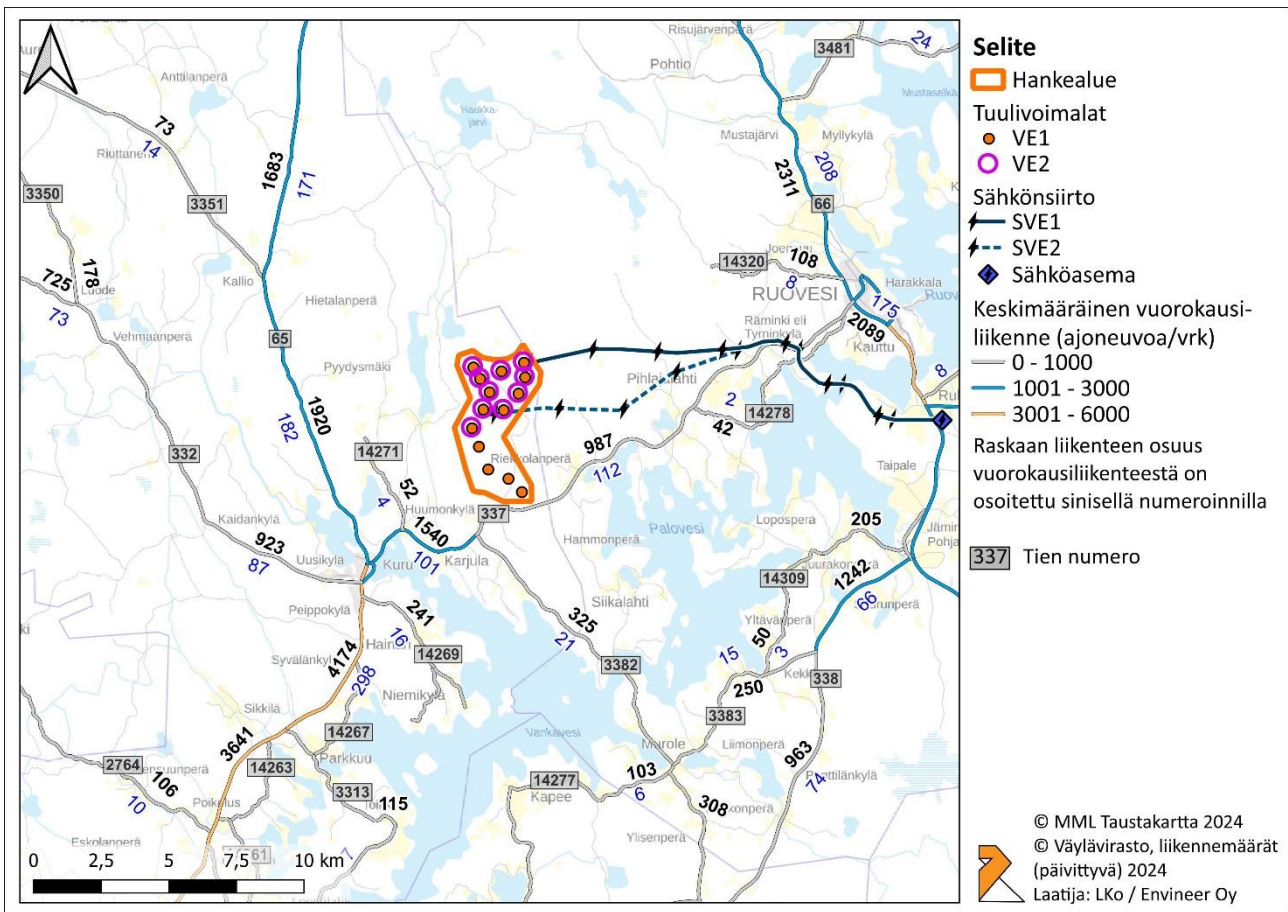 Risujärvenperä
3481
24
Pohtio
Anttilanperä
Haukka-
järvi
73
Riuttanen
14
1683
171
Mustajärvi
Myllykylä
208
2311
3350
3351
66
178
Kallio
14320
108
8
725
Luode
73
Hietalanperä
RUOVESI
Harakkala
175
Vehmaanperä
65
Räminki eli
Tyrninkylä
2089
Kauttu
Pyydysmäki
Pihlajalahti
8
1920
2
14278
182
42
332
14271
Riekkolanperä
987
112
Taipale
52
4
Huumonkylä
337
Palovesi
Loposperä
205
Kaidankylä
1540
923
Uusikylä
Kuru
101
Karjula
Hammonperä
87
14309
Juurakonperä
1242
Peippokylä
241
Siikalahti
66
16
325
Yltävänperä
21
50
4174
14269
3382
15
3
Syvälänkylä
298
250
338
Niemikylä
Sikkilä
3383
14267
Vankavesi
Murole
Liimonperä
3641
Parkkuu
963
2764
14263
14277
103
106
3313
Kapee
6
74
10
115
308
Ylisenperä
Eskolanperä
0 2,5 5 7,5 10 km
Selite
Hankealue
Tuulivoimalat
VE1
VE2
Sähkönsiirto
SVE1
SVE2
Sähköasema
Keskimääräinen vuorokausi-
liikenne (ajoneuvoa/vrk)
0 - 1000
1001 - 3000
3001 - 6000
Raskaan liikenteen osuus
vuorokausiliikenteestä on
osoitettu sinisellä numeroinnilla
337 Tien numero
© MML Taustakartta 2024
© Väylävirasto, liikennemäärät
(päivittyvä) 2024
Laatija: LKo / Envineer Oy